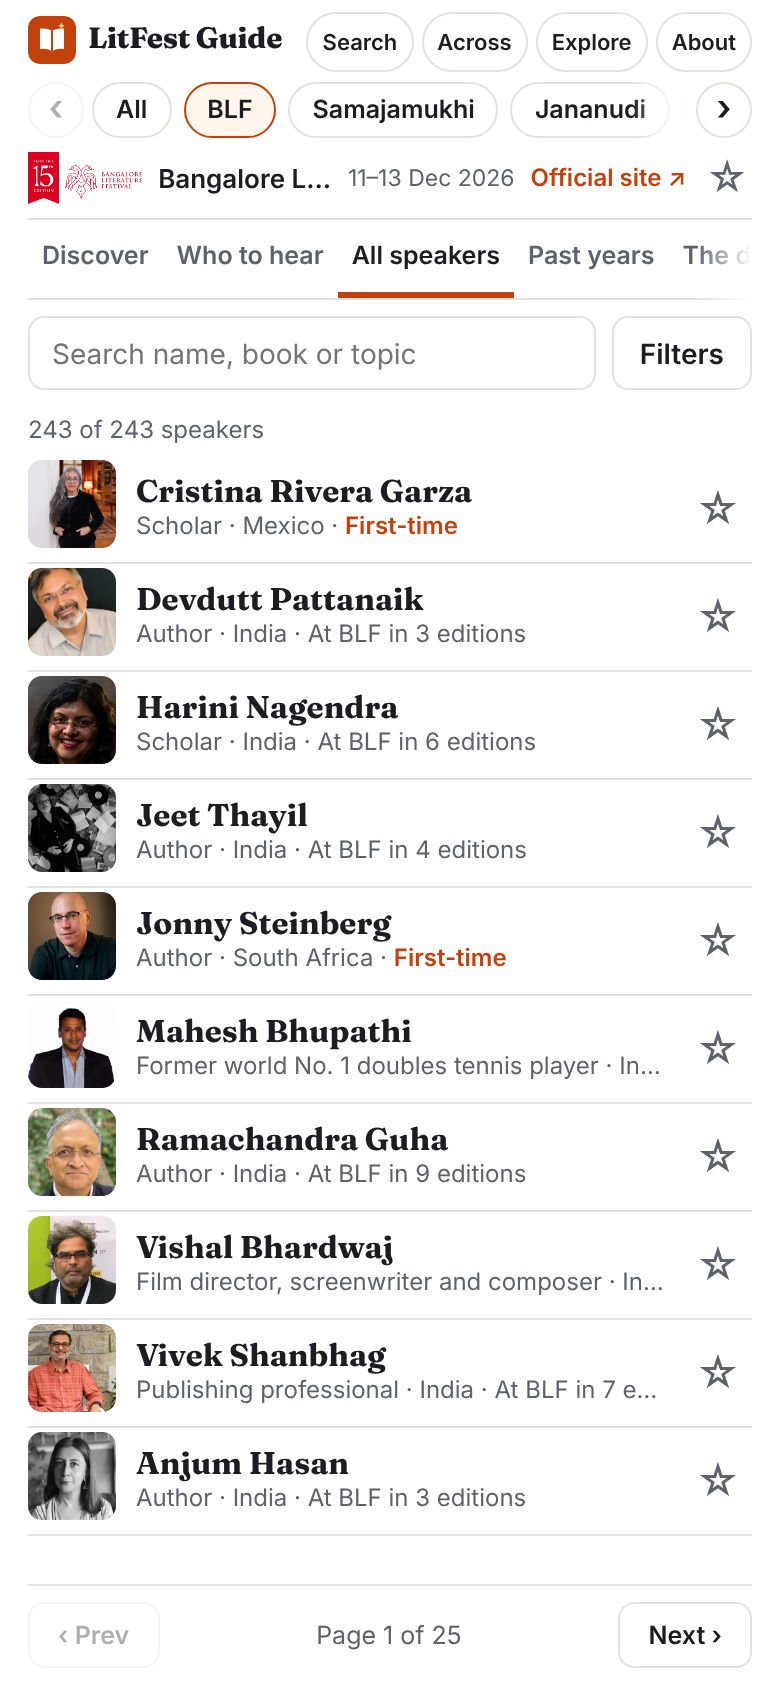 LitFest Guide
Search
Across
Explore
About
‹
All
BLF
Samajamukhi
Jananudi
›
15
EDITION
BANGALORE
LITERATURE
FESTIVAL
Bangalore L...
11–13 Dec 2026
Official site ↗
Discover
Who to hear
All speakers
Past years
The d
Search name, book or topic
Filters
243 of 243 speakers
Cristina Rivera Garza
Scholar · Mexico · First-time
Devdutt Pattanaik
Author · India · At BLF in 3 editions
Harini Nagendra
Scholar · India · At BLF in 6 editions
Jeet Thayil
Author · India · At BLF in 4 editions
Jonny Steinberg
Author · South Africa · First-time
Mahesh Bhupathi
Former world No. 1 doubles tennis player · In...
Ramachandra Guha
Author · India · At BLF in 9 editions
Vishal Bhardwaj
Film director, screenwriter and composer · In...
Vivek Shanbhag
Publishing professional · India · At BLF in 7 e...
Anjum Hasan
Author · India · At BLF in 3 editions
‹ Prev
Page 1 of 25
Next ›